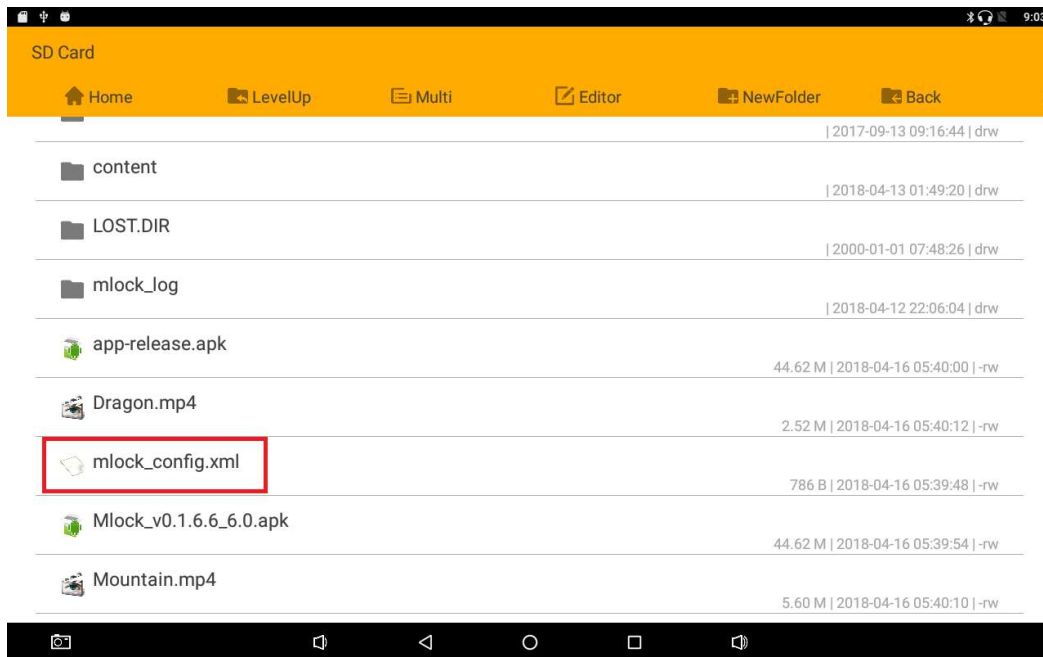 9:03
SD Card
Home LevelUp Multi Editor NewFolder Back
| 2017-09-13 09:16:44 | drw
content
| 2018-04-13 01:49:20 | drw
LOST.DIR
| 2000-01-01 07:48:26 | drw
mlock_log
| 2018-04-12 22:06:04 | drw
app-release.apk
44.62 M | 2018-04-16 05:40:00 | -rw
Dragon.mp4
2.52 M | 2018-04-16 05:40:12 | -rw
mlock_config.xml
786 B | 2018-04-16 05:39:48 | -rw
Mlock_v0.1.6.6_6.0.apk
44.62 M | 2018-04-16 05:39:54 | -rw
Mountain.mp4
5.60 M | 2018-04-16 05:40:10 | -rw